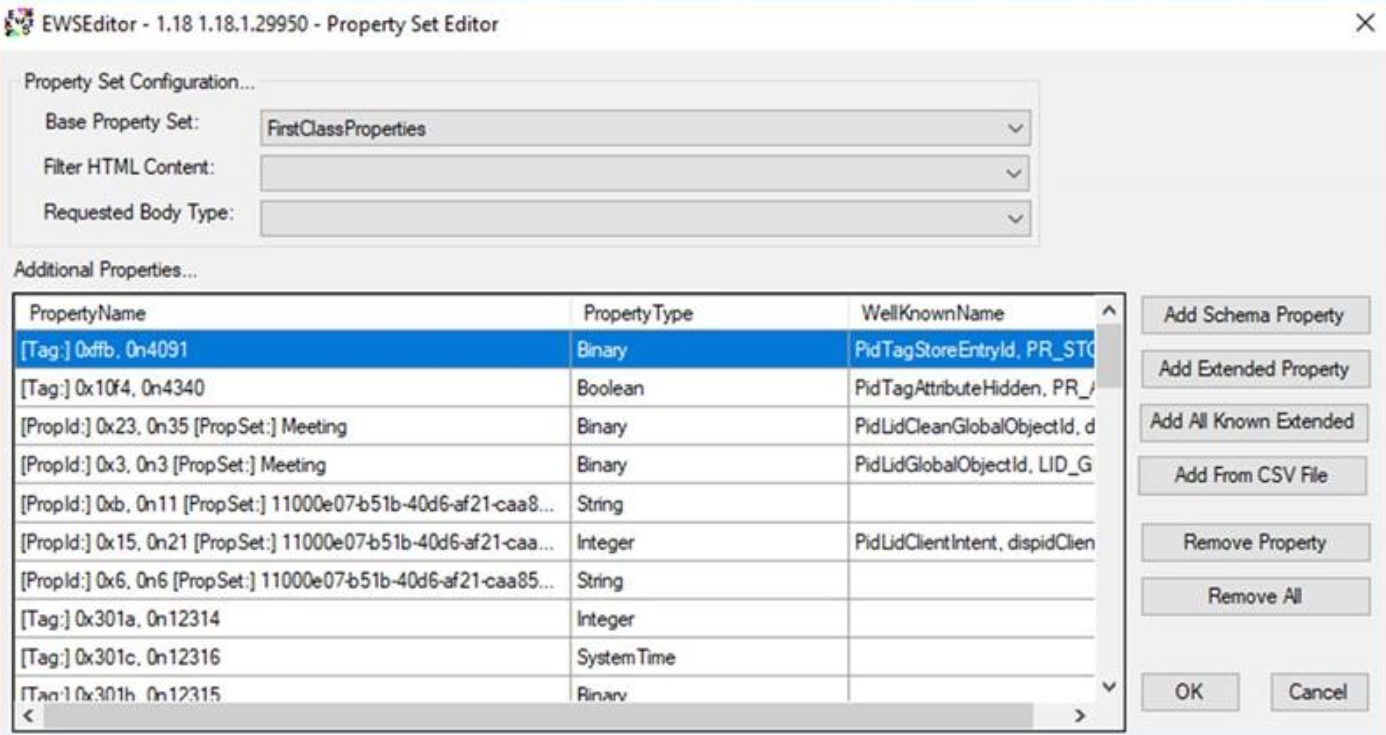 EWSEditor - 1.18 1.18.1.29950 - Property Set Editor
Property Set Configuration...
Base Property Set: FirstClassProperties
Filter HTML Content:
Requested Body Type:
Additional Properties...
PropertyName PropertyType WellKnownName
[Tag:] 0xffb, 0n4091 Binary PidTagStoreEntryId, PR_STO
[Tag:] 0x10f4, 0n4340 Boolean PidTagAttributeHidden, PR_A
[PropId:] 0x23, 0n35 [PropSet:] Meeting Binary PidLidCleanGlobalObjectId, d
[PropId:] 0x3, 0n3 [PropSet:] Meeting Binary PidLidGlobalObjectId, LID_G
[PropId:] 0xb, 0n11 [PropSet:] 11000e07-b51b-40d6-af21-caa8... String
[PropId:] 0x15, 0n21 [PropSet:] 11000e07-b51b-40d6-af21-caa... Integer PidLidClientIntent, dispidClien
[PropId:] 0x6, 0n6 [PropSet:] 11000e07-b51b-40d6-af21-caa85... String
[Tag:] 0x301a, 0n12314 Integer
[Tag:] 0x301c, 0n12316 SystemTime
[Tag:] 0x301b, 0n12315 Binary
Add Schema Property
Add Extended Property
Add All Known Extended
Add From CSV File
Remove Property
Remove All
OK Cancel